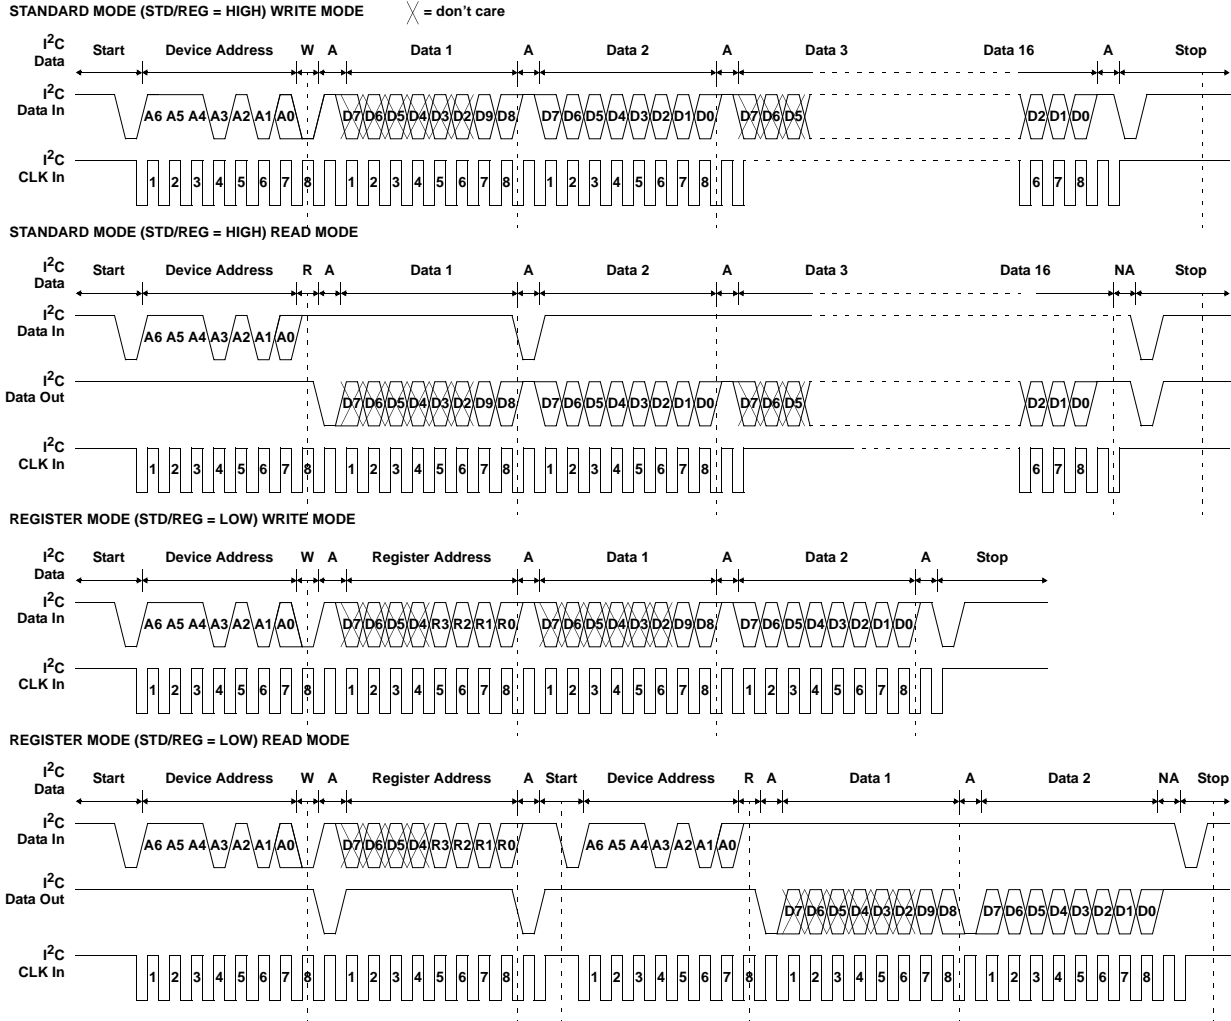 STANDARD MODE (STD/REG = HIGH) WRITE MODE = don't care
I²C Data Start Device Address W A Data 1 A Data 2 A Data 3 Data 16 A Stop
I²C Data In A6 A5 A4 A3 A2 A1 A0 D7 D6 D5 D4 D3 D2 D9 D8 D7 D6 D5 D4 D3 D2 D1 D0 D7 D6 D5 D2 D1 D0
I²C CLK In 1 2 3 4 5 6 7 8 1 2 3 4 5 6 7 8 1 2 3 4 5 6 7 8 6 7 8
STANDARD MODE (STD/REG = HIGH) READ MODE
I²C Data Start Device Address R A Data 1 A Data 2 A Data 3 Data 16 NA Stop
I²C Data In A6 A5 A4 A3 A2 A1 A0
I²C Data Out D7 D6 D5 D4 D3 D2 D9 D8 D7 D6 D5 D4 D3 D2 D1 D0 D7 D6 D5 D2 D1 D0
I²C CLK In 1 2 3 4 5 6 7 8 1 2 3 4 5 6 7 8 1 2 3 4 5 6 7 8 6 7 8
REGISTER MODE (STD/REG = LOW) WRITE MODE
I²C Data Start Device Address W A Register Address A Data 1 A Data 2 A Stop
I²C Data In A6 A5 A4 A3 A2 A1 A0 D7 D6 D5 D4 R3 R2 R1 R0 D7 D6 D5 D4 D3 D2 D9 D8 D7 D6 D5 D4 D3 D2 D1 D0
I²C CLK In 1 2 3 4 5 6 7 8 1 2 3 4 5 6 7 8 1 2 3 4 5 6 7 8 1 2 3 4 5 6 7 8
REGISTER MODE (STD/REG = LOW) READ MODE
I²C Data Start Device Address W A Register Address A Start Device Address R A Data 1 A Data 2 NA Stop
I²C Data In A6 A5 A4 A3 A2 A1 A0 D7 D6 D5 D4 R3 R2 R1 R0 A6 A5 A4 A3 A2 A1 A0
I²C Data Out D7 D6 D5 D4 D3 D2 D9 D8 D7 D6 D5 D4 D3 D2 D1 D0
I²C CLK In 1 2 3 4 5 6 7 8 1 2 3 4 5 6 7 8 1 2 3 4 5 6 7 8 1 2 3 4 5 6 7 8 1 2 3 4 5 6 7 8